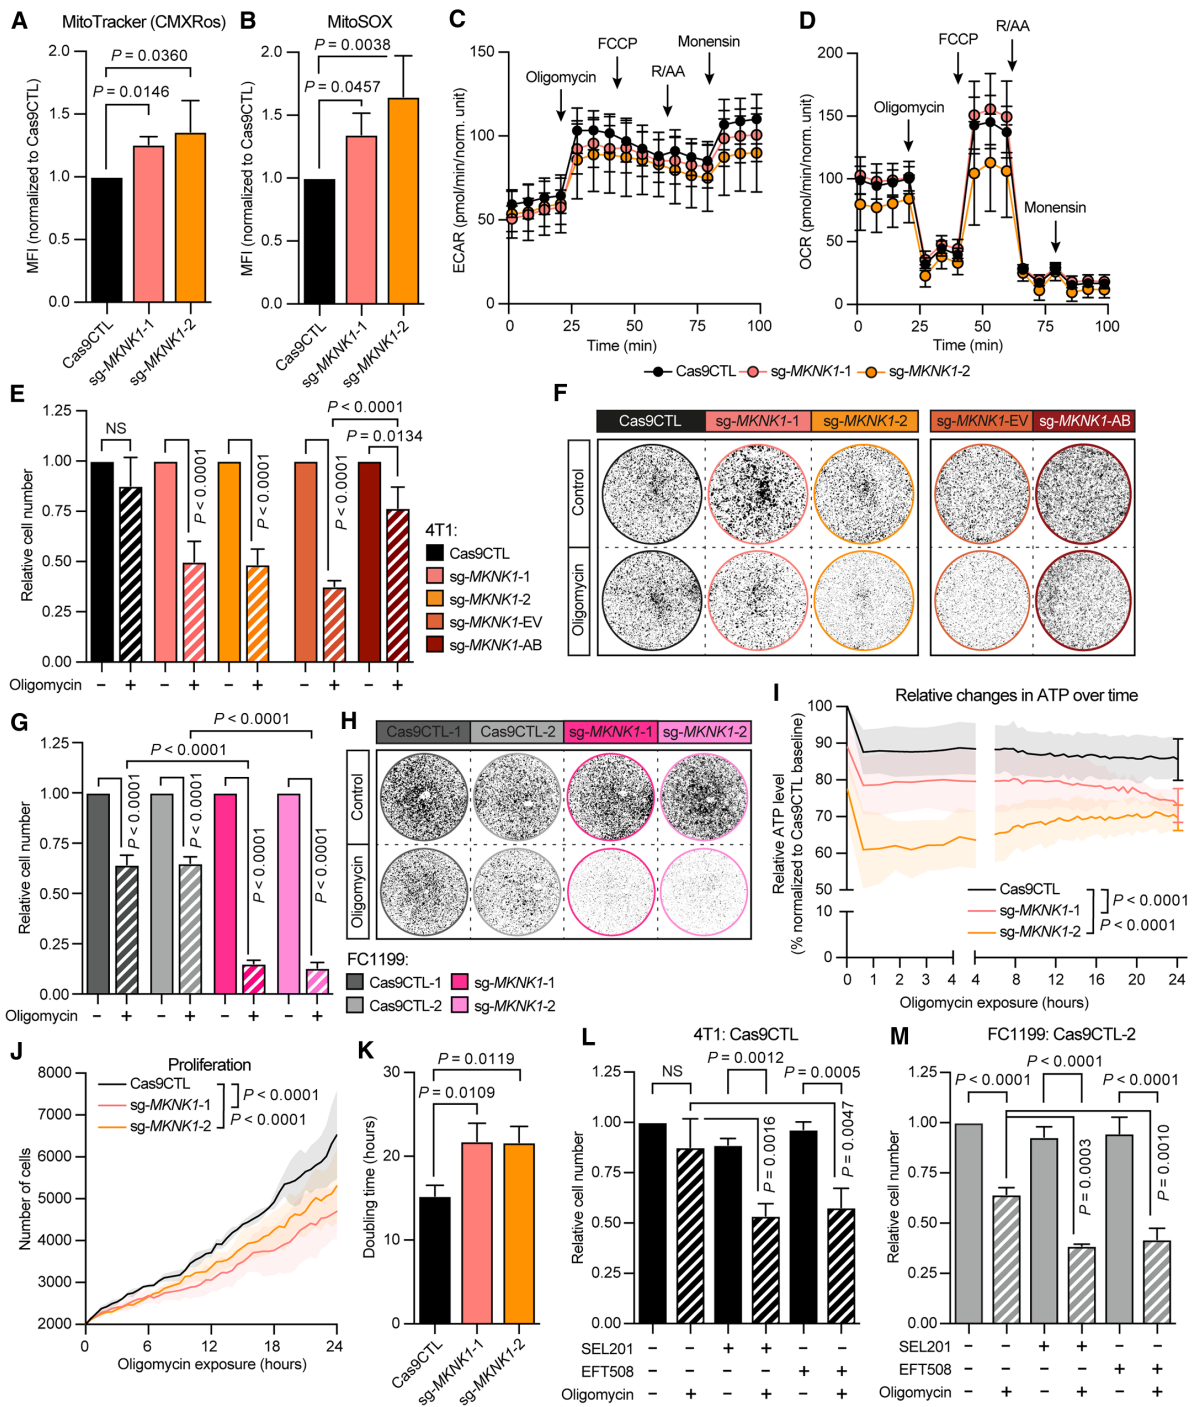 A
MitoTracker (CMXRos)
MFI (normalized to Cas9CTL)
2.0
1.5
1.0
0.5
0.0
P = 0.0360
P = 0.0146
Cas9CTL
sg-MKNK1-1
sg-MKNK1-2
B
MitoSOX
MFI (normalized to Cas9CTL)
2.0
1.5
1.0
0.5
0.0
P = 0.0038
P = 0.0457
Cas9CTL
sg-MKNK1-1
sg-MKNK1-2
C
ECAR (pmol/min/norm. unit)
150
100
50
0
Oligomycin
FCCP
R/AA
Monensin
0
25
50
75
100
Time (min)
D
OCR (pmol/min/norm. unit)
200
150
100
50
0
Oligomycin
FCCP
R/AA
Monensin
0
25
50
75
100
Time (min)
Cas9CTL
sg-MKNK1-1
sg-MKNK1-2
E
Relative cell number
1.25
1.00
0.75
0.50
0.25
0.00
NS
P < 0.0001
P < 0.0001
P < 0.0001
P < 0.0001
P = 0.0134
Oligomycin − + − + − + − + − +
4T1:
Cas9CTL
sg-MKNK1-1
sg-MKNK1-2
sg-MKNK1-EV
sg-MKNK1-AB
F
Cas9CTL
sg-MKNK1-1
sg-MKNK1-2
sg-MKNK1-EV
sg-MKNK1-AB
Control
Oligomycin
G
Relative cell number
1.25
1.00
0.75
0.50
0.25
0.00
P < 0.0001
P < 0.0001
P < 0.0001
P < 0.0001
P < 0.0001
P < 0.0001
Oligomycin − + − + − + − +
H
Cas9CTL-1
Cas9CTL-2
sg-MKNK1-1
sg-MKNK1-2
Control
Oligomycin
FC1199:
Cas9CTL-1
sg-MKNK1-1
Cas9CTL-2
sg-MKNK1-2
I
Relative changes in ATP over time
Relative ATP level
(% normalized to Cas9CTL baseline)
100
90
80
70
60
50
10
0
Cas9CTL
sg-MKNK1-1
sg-MKNK1-2
P < 0.0001
P < 0.0001
0
1
2
3
4
4
8
12
16
20
24
Oligomycin exposure (hours)
J
Proliferation
Number of cells
8000
7000
6000
5000
4000
3000
2000
Cas9CTL
sg-MKNK1-1
sg-MKNK1-2
P < 0.0001
P < 0.0001
0
6
12
18
24
Oligomycin exposure (hours)
K
Doubling time (hours)
30
20
10
0
P = 0.0119
P = 0.0109
Cas9CTL
sg-MKNK1-1
sg-MKNK1-2
L
4T1: Cas9CTL
Relative cell number
1.25
1.00
0.75
0.50
0.25
0.00
NS
P = 0.0012
P = 0.0005
P = 0.0016
P = 0.0047
SEL201 − − + + − −
EFT508 − − − − + +
Oligomycin − + − + − +
M
FC1199: Cas9CTL-2
Relative cell number
1.25
1.00
0.75
0.50
0.25
0.00
P < 0.0001
P < 0.0001
P < 0.0001
P = 0.0003
P = 0.0010
SEL201 − − + + − −
EFT508 − − − − + +
Oligomycin − + − + − +